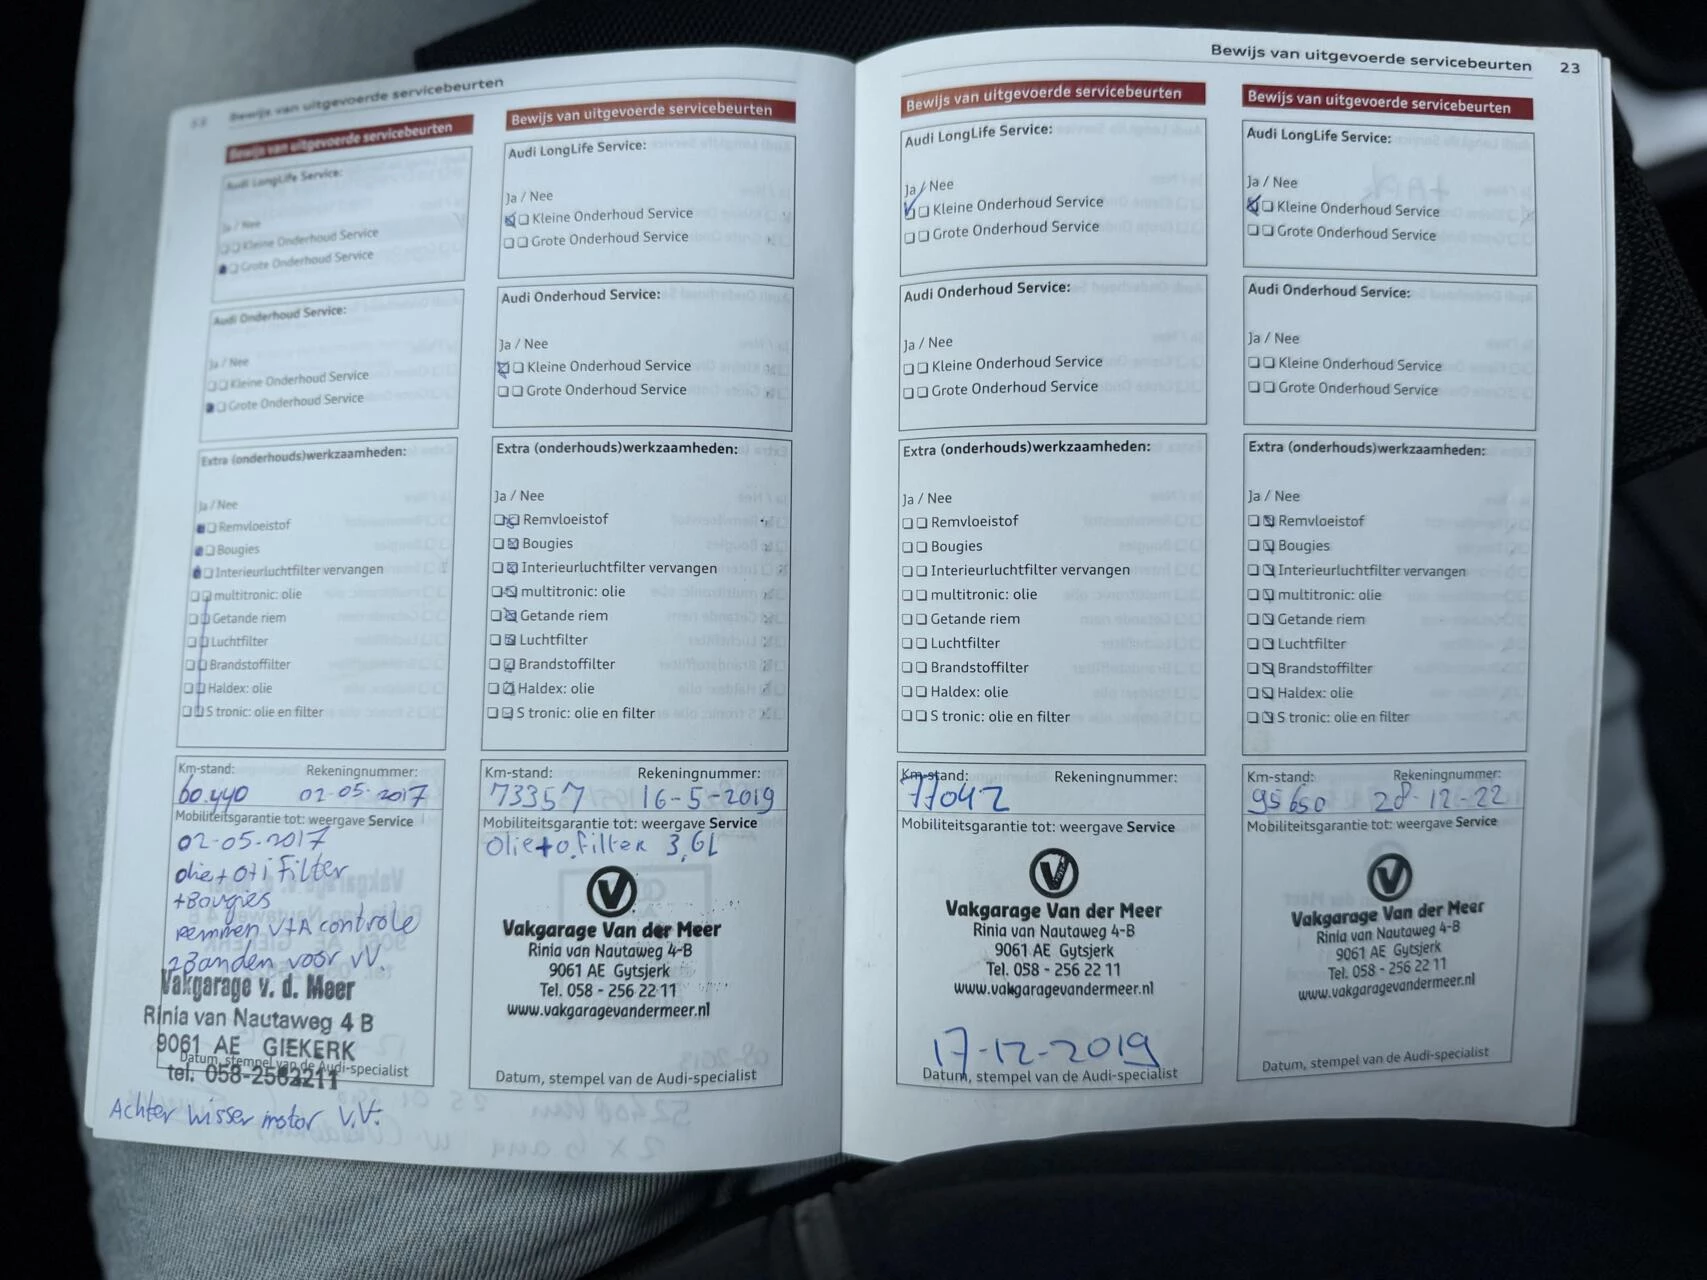 Bewijs van uitgevoerde servicebeurten
Bewijs van uitgevoerde servicebeurten
Audi LongLife Service:
Ja / Nee
Kleine Onderhoud Service
Grote Onderhoud Service
Audi Onderhoud Service:
Ja / Nee
Kleine Onderhoud Service
Grote Onderhoud Service
Extra (onderhouds)werkzaamheden:
Ja / Nee
Remvloeistof
Bougies
Interieurluchtfilter vervangen
multitronic: olie
Getande riem
Luchtfilter
Brandstoffilter
Haldex: olie
S tronic: olie en filter
Km-stand: Rekeningnummer:
60.440 02-05-2017
Mobiliteitsgarantie tot: weergave Service
02-05-2017
olie+oli Filter
+Bougies
remmen V+A controle
2Banden voor VV.
Vakgarage v. d. Meer
Rinia van Nautaweg 4 B
9061 AE GIEKERK
Datum, stempel van de Audi-specialist
tel. 058-2562211
Achter wisser motor V.V.
Bewijs van uitgevoerde servicebeurten
Audi LongLife Service:
Ja / Nee
Kleine Onderhoud Service
Grote Onderhoud Service
Audi Onderhoud Service:
Ja / Nee
Kleine Onderhoud Service
Grote Onderhoud Service
Extra (onderhouds)werkzaamheden:
Ja / Nee
Remvloeistof
Bougies
Interieurluchtfilter vervangen
multitronic: olie
Getande riem
Luchtfilter
Brandstoffilter
Haldex: olie
S tronic: olie en filter
Km-stand: Rekeningnummer:
73357 16-5-2019
Mobiliteitsgarantie tot: weergave Service
olie+o.filter 3,6L
V
Vakgarage Van der Meer
Rinia van Nautaweg 4-B
9061 AE Gytsjerk
Tel. 058 - 256 22 11
www.vakgaragevandermeer.nl
Datum, stempel van de Audi-specialist
Bewijs van uitgevoerde servicebeurten 23
Bewijs van uitgevoerde servicebeurten
Audi LongLife Service:
Ja / Nee
Kleine Onderhoud Service
Grote Onderhoud Service
Audi Onderhoud Service:
Ja / Nee
Kleine Onderhoud Service
Grote Onderhoud Service
Extra (onderhouds)werkzaamheden:
Ja / Nee
Remvloeistof
Bougies
Interieurluchtfilter vervangen
multitronic: olie
Getande riem
Luchtfilter
Brandstoffilter
Haldex: olie
S tronic: olie en filter
Km-stand: Rekeningnummer:
77042
Mobiliteitsgarantie tot: weergave Service
V
Vakgarage Van der Meer
Rinia van Nautaweg 4-B
9061 AE Gytsjerk
Tel. 058 - 256 22 11
www.vakgaragevandermeer.nl
17-12-2019
Datum, stempel van de Audi-specialist
Bewijs van uitgevoerde servicebeurten
Audi LongLife Service:
Ja / Nee
Kleine Onderhoud Service
Grote Onderhoud Service
Audi Onderhoud Service:
Ja / Nee
Kleine Onderhoud Service
Grote Onderhoud Service
Extra (onderhouds)werkzaamheden:
Ja / Nee
Remvloeistof
Bougies
Interieurluchtfilter vervangen
multitronic: olie
Getande riem
Luchtfilter
Brandstoffilter
Haldex: olie
S tronic: olie en filter
Km-stand: Rekeningnummer:
95650 28-12-22
Mobiliteitsgarantie tot: weergave Service
V
Vakgarage Van der Meer
Rinia van Nautaweg 4-B
9061 AE Gytsjerk
Tel. 058 - 256 22 11
www.vakgaragevandermeer.nl
Datum, stempel van de Audi-specialist